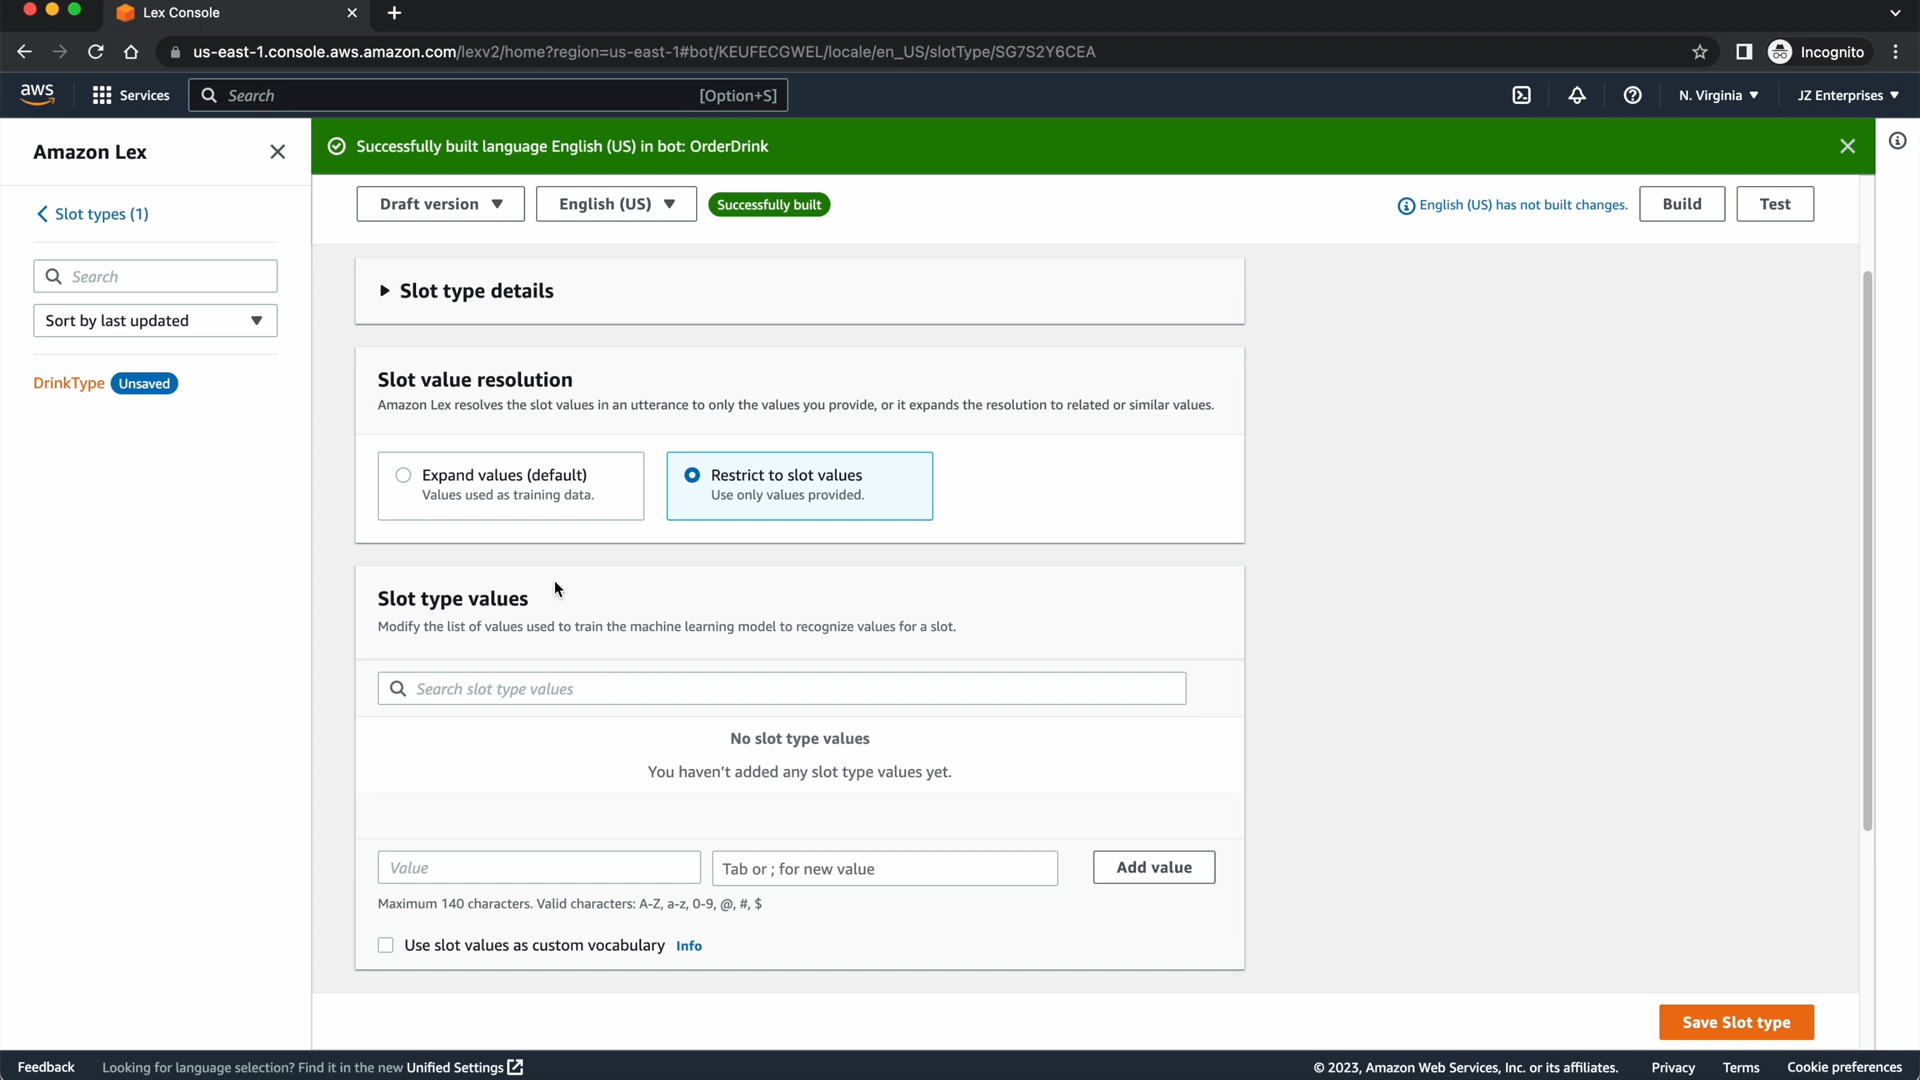 Lex Console
us-east-1.console.aws.amazon.com/lexv2/home?region=us-east-1#bot/KEUFECGWEL/locale/en_US/slotType/SG7S2Y6CEA
Incognito
aws
Services
Search
[Option+S]
N. Virginia
JZ Enterprises
Amazon Lex
Slot types (1)
Search
Sort by last updated
DrinkType
Unsaved
Successfully built language English (US) in bot: OrderDrink
Draft version
English (US)
Successfully built
English (US) has not built changes.
Build
Test
Slot type details
Slot value resolution
Amazon Lex resolves the slot values in an utterance to only the values you provide, or it expands the resolution to related or similar values.
Expand values (default)
Values used as training data.
Restrict to slot values
Use only values provided.
Slot type values
Modify the list of values used to train the machine learning model to recognize values for a slot.
Search slot type values
No slot type values
You haven't added any slot type values yet.
Value
Tab or ; for new value
Add value
Maximum 140 characters. Valid characters: A-Z, a-z, 0-9, @, #, $
Use slot values as custom vocabulary
Info
Save Slot type
Feedback
Looking for language selection? Find it in the new Unified Settings
© 2023, Amazon Web Services, Inc. or its affiliates.
Privacy
Terms
Cookie preferences